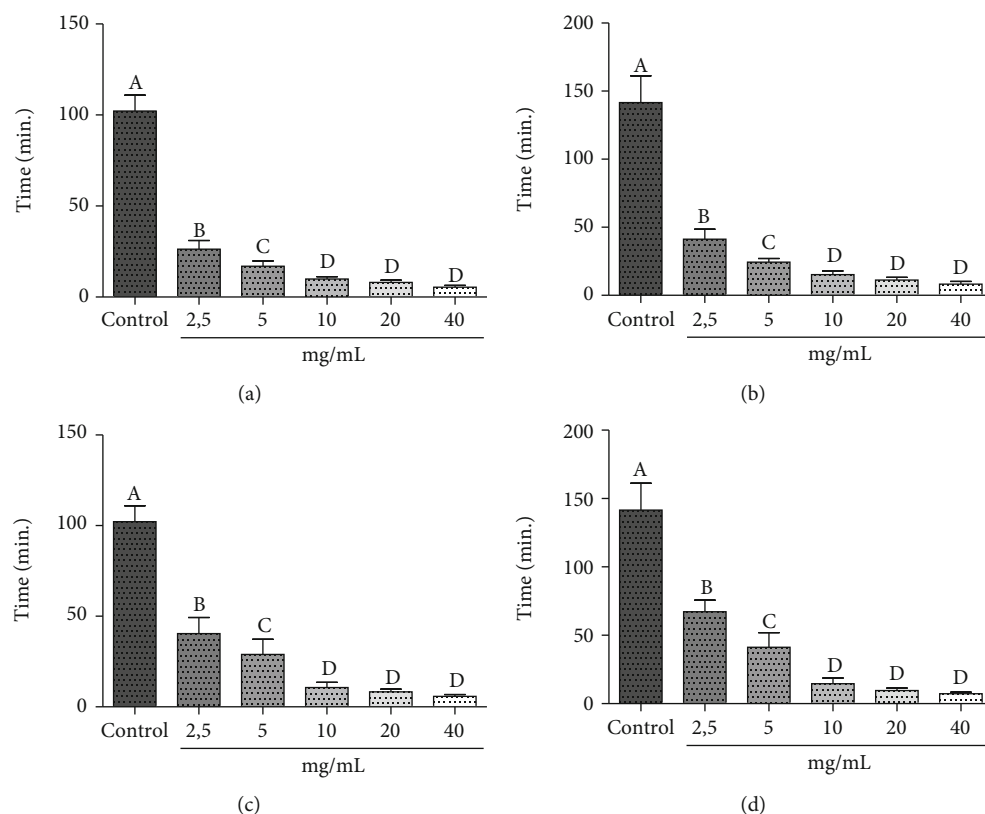 150
100
50
0
Time (min.)
A
B
C
D
D
D
Control
2,5
5
10
20
40
mg/mL
(a)
200
150
100
50
0
Time (min.)
A
B
C
D
D
D
Control
2,5
5
10
20
40
mg/mL
(b)
150
100
50
0
Time (min.)
A
B
C
D
D
D
Control
2,5
5
10
20
40
mg/mL
(c)
200
150
100
50
0
Time (min.)
A
B
C
D
D
D
Control
2,5
5
10
20
40
mg/mL
(d)